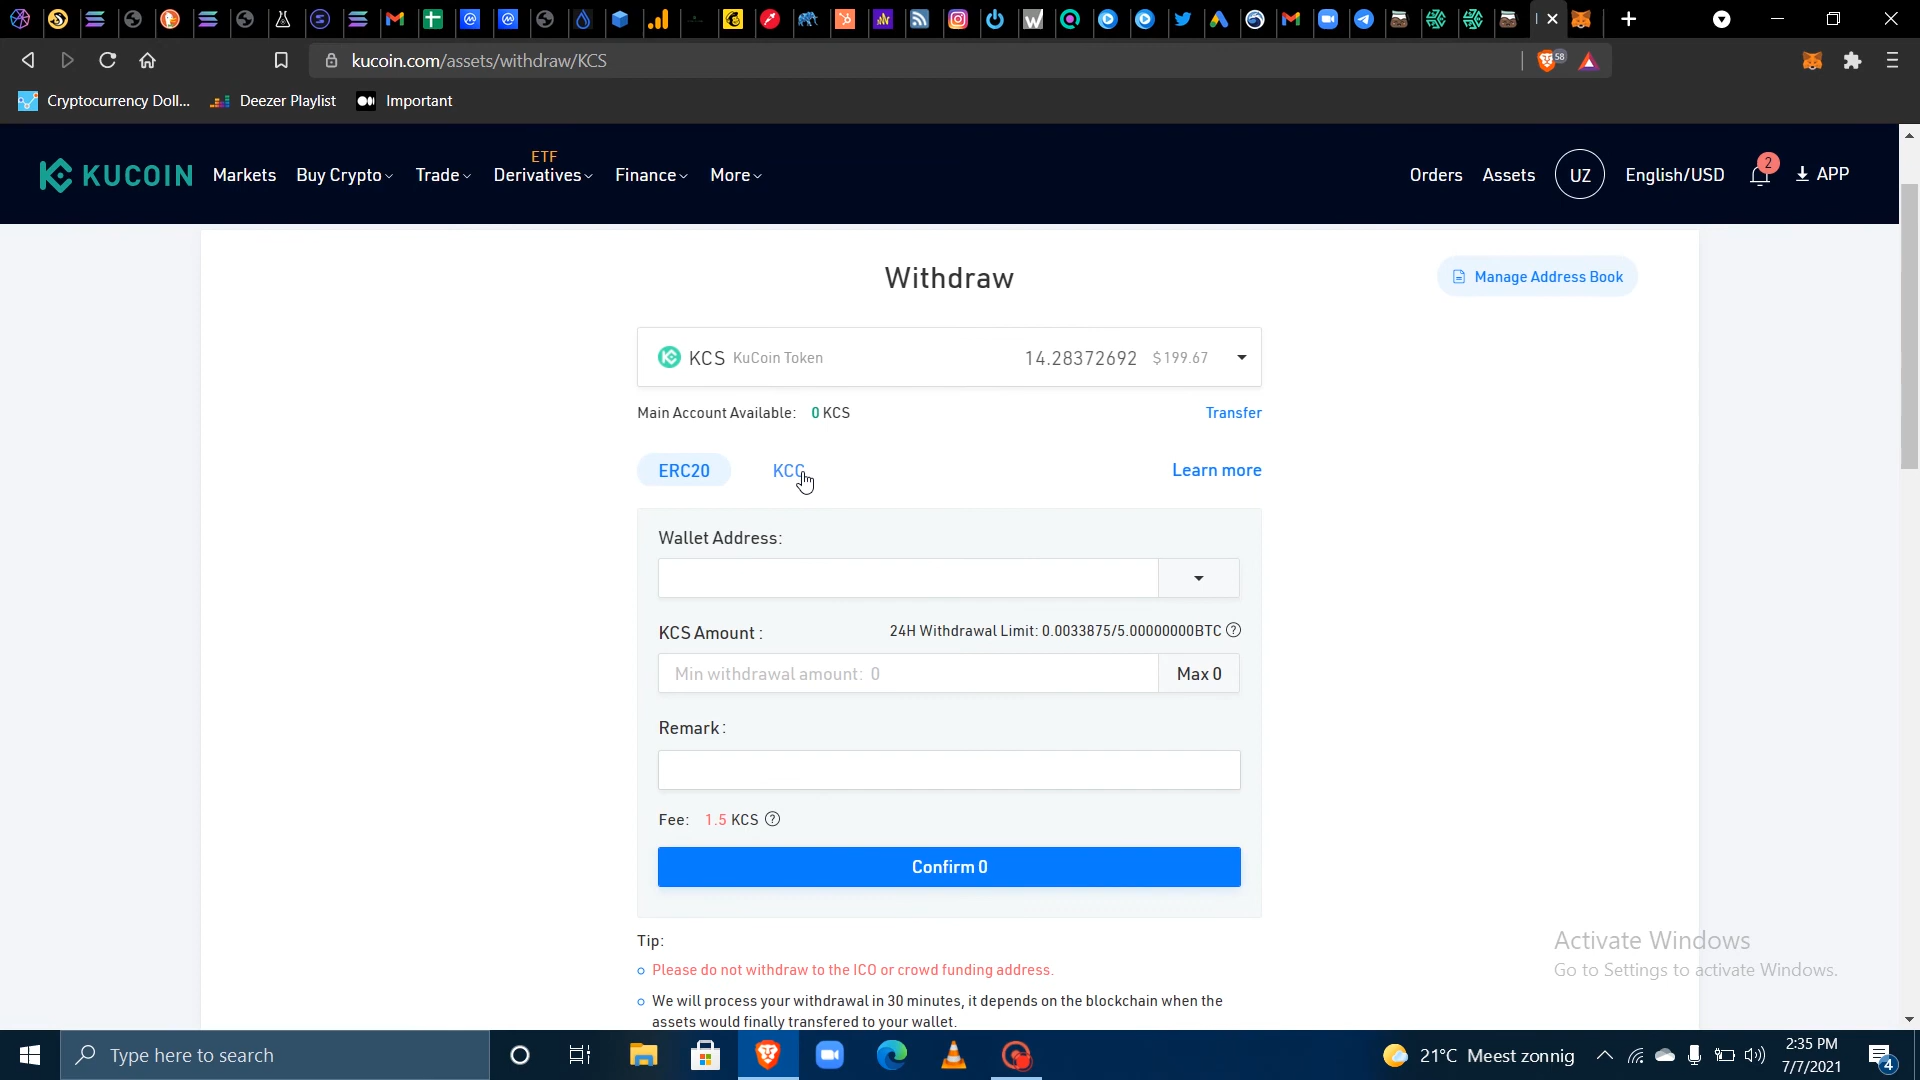 kucoin.com/assets/withdraw/KCS
58
Cryptocurrency Doll...
Deezer Playlist
Important
KUCOIN
Markets
Buy Crypto
Trade
ETF
Derivatives
Finance
More
Orders
Assets
UZ
English/USD
2
APP
Withdraw
Manage Address Book
KCS KuCoin Token 14.28372692 $199.67
Main Account Available: 0 KCS Transfer
ERC20 KCC Learn more
Wallet Address:
KCS Amount : 24H Withdrawal Limit: 0.0033875/5.00000000BTC ?
Min withdrawal amount: 0 Max 0
Remark :
Fee: 1.5 KCS ?
Confirm 0
Tip:
Please do not withdraw to the ICO or crowd funding address.
We will process your withdrawal in 30 minutes, it depends on the blockchain when the
assets would finally transfered to your wallet.
Activate Windows
Go to Settings to activate Windows.
Type here to search
21°C Meest zonnig
2:35 PM
7/7/2021
4